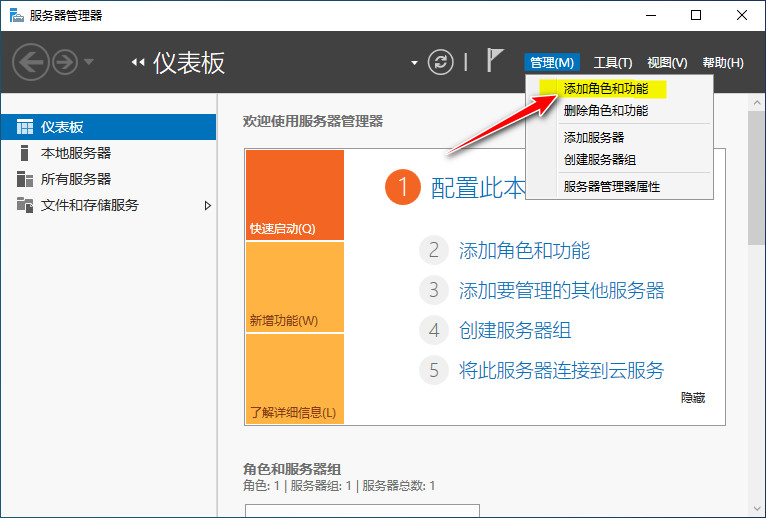 服务器管理器
仪表板
管理(M) 工具(T) 视图(V) 帮助(H)
添加角色和功能
删除角色和功能
添加服务器
创建服务器组
服务器管理器属性
仪表板
本地服务器
所有服务器
文件和存储服务
欢迎使用服务器管理器
快速启动(Q)
新增功能(W)
了解详细信息(L)
1 配置此本
2 添加角色和功能
3 添加要管理的其他服务器
4 创建服务器组
5 将此服务器连接到云服务
隐藏
角色和服务器组
角色: 1 | 服务器组: 1 | 服务器总数: 1